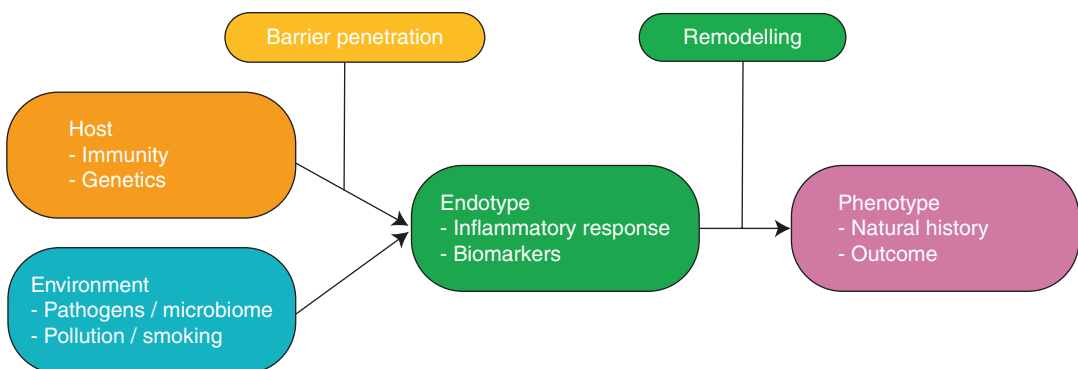 Barrier penetration
Remodelling
Host
- Immunity
- Genetics
Endotype
- Inflammatory response
- Biomarkers
Phenotype
- Natural history
- Outcome
Environment
- Pathogens / microbiome
- Pollution / smoking